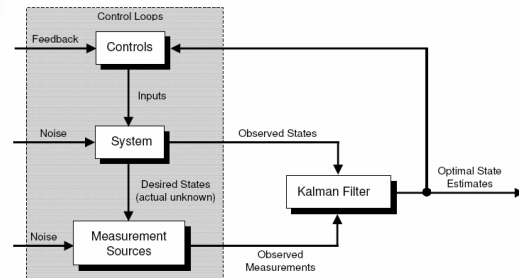 Control Loops
Feedback
Controls
Inputs
Noise
System
Observed States
Desired States
(actual unknown)
Kalman Filter
Optimal State
Estimates
Noise
Measurement
Sources
Observed
Measurements